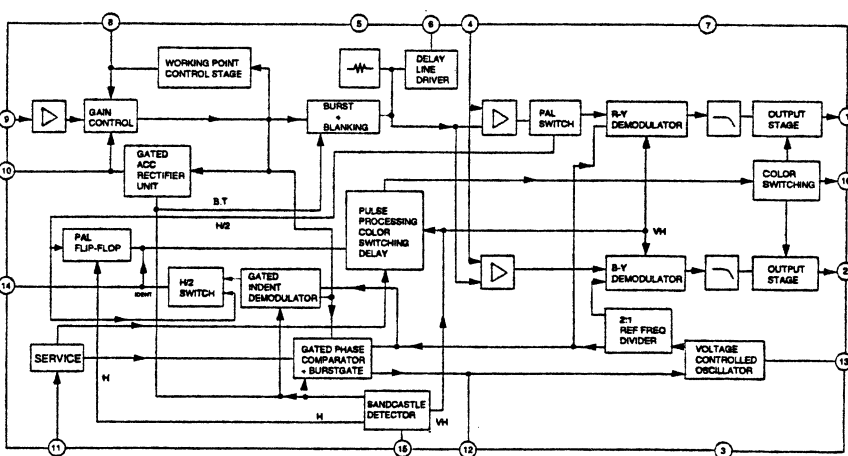 8
5
4
6
7
WORKING POINT
CONTROL STAGE
DELAY
LINE
DRIVER
9
GAIN
CONTROL
BURST
+
BLANKING
PAL
SWITCH
R-Y
DEMODULATOR
OUTPUT
STAGE
1
10
GATED
ACC
RECTIFIER
UNIT
B.T
H/2
PULSE
PROCESSING
COLOR
SWITCHING
DELAY
COLOR
SWITCHING
16
VH
PAL
FLIP-FLOP
14
IDENT
H/2
SWITCH
GATED
INDENT
DEMODULATOR
B-Y
DEMODULATOR
OUTPUT
STAGE
2
2:1
REF FREQ
DIVIDER
SERVICE
GATED PHASE
COMPARATOR
+ BURSTGATE
VOLTAGE
CONTROLLED
OSCILLATOR
13
H
H
SANDCASTLE
DETECTOR
VH
11
15
12
3